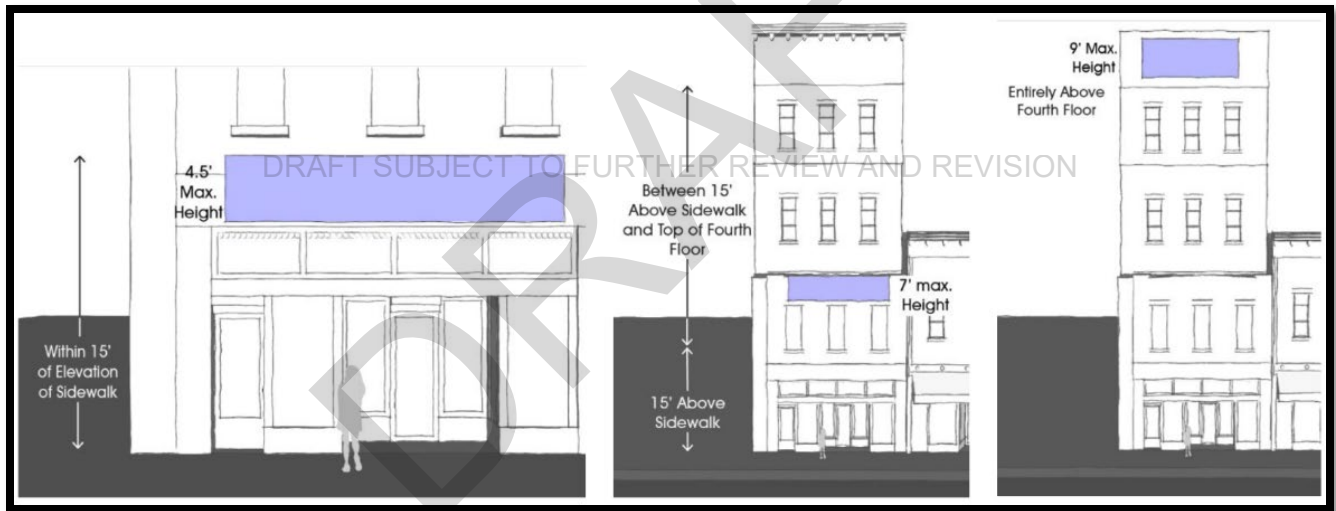 4.5'
Max.
Height
Within 15'
of Elevation
of Sidewalk
Between 15'
Above Sidewalk
and Top of Fourth
Floor
7' max.
Height
15' Above
Sidewalk
9' Max.
Height
Entirely Above
Fourth Floor
DRAFT SUBJECT TO FURTHER REVIEW AND REVISION
DRAF